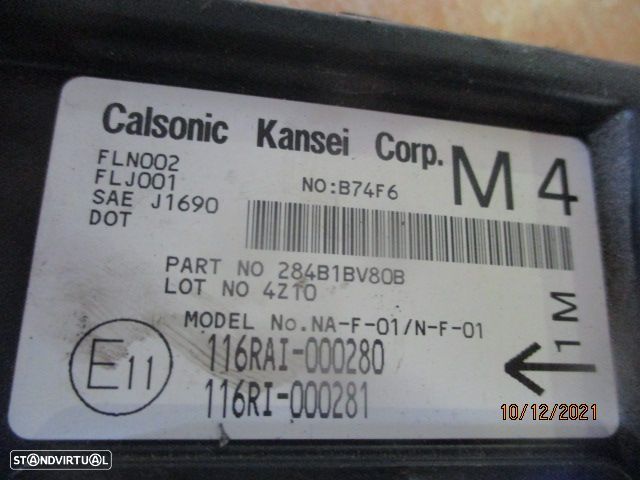 Calsonic Kansei Corp.
M4
FLN002
FLJ001
SAE J1690
DOT
NO:B74F6
PART NO 284B1BV80B
LOT NO 4Z10
MODEL No.NA-F-01/N-F-01
E11
116RAI-000280
116RI-000281
1M
10/12/2021
STANDVIRTUAL